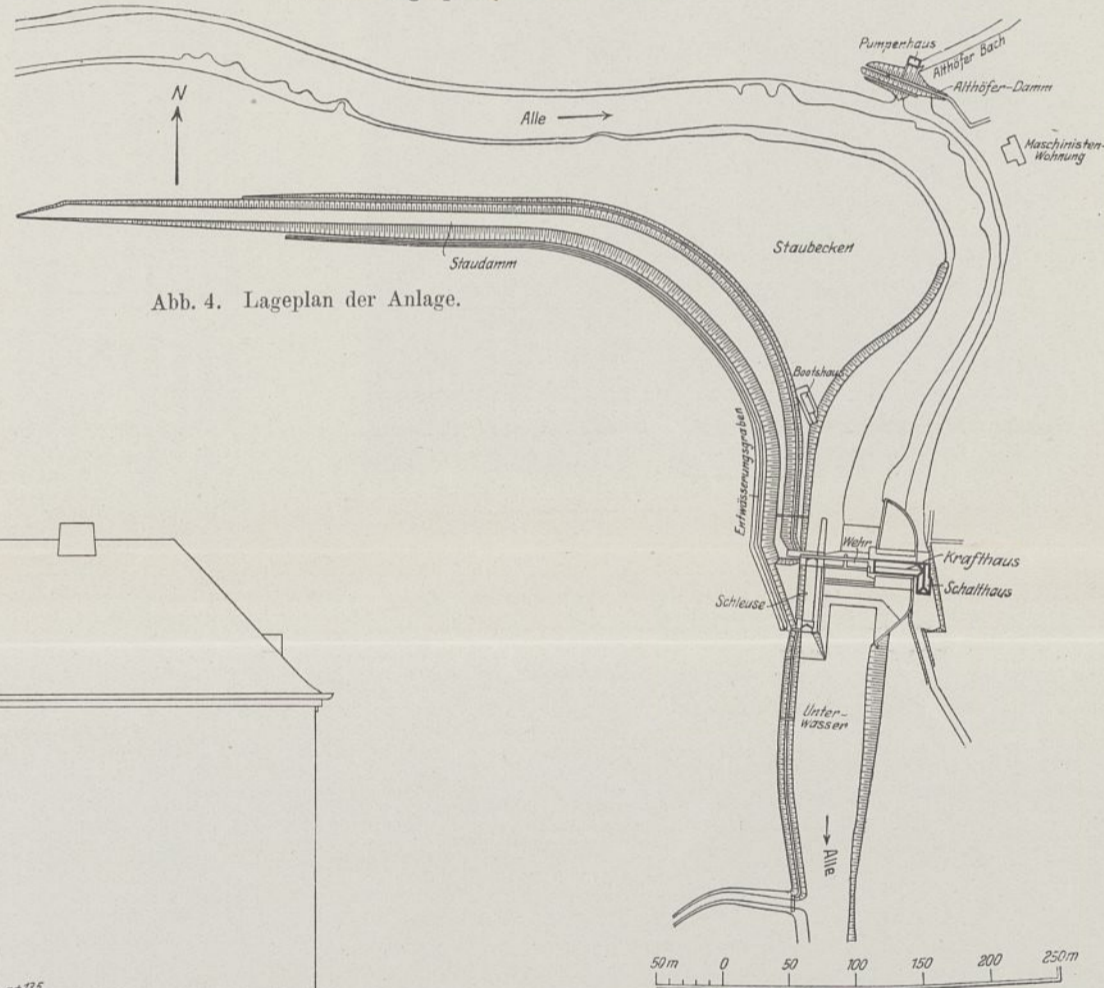 Pumpenhaus
Althöfer Bach
Althöfer-Damm
N
Alle
Maschinisten-
Wohnung
Staubecken
Staudamm
Abb. 4. Lageplan der Anlage.
Bootshaus
Entwässerungsgraben
Wehr
Krafthaus
Schalthaus
Schleuse
Unter-
wasser
Alle
50 m 0 50 100 150 200 250 m